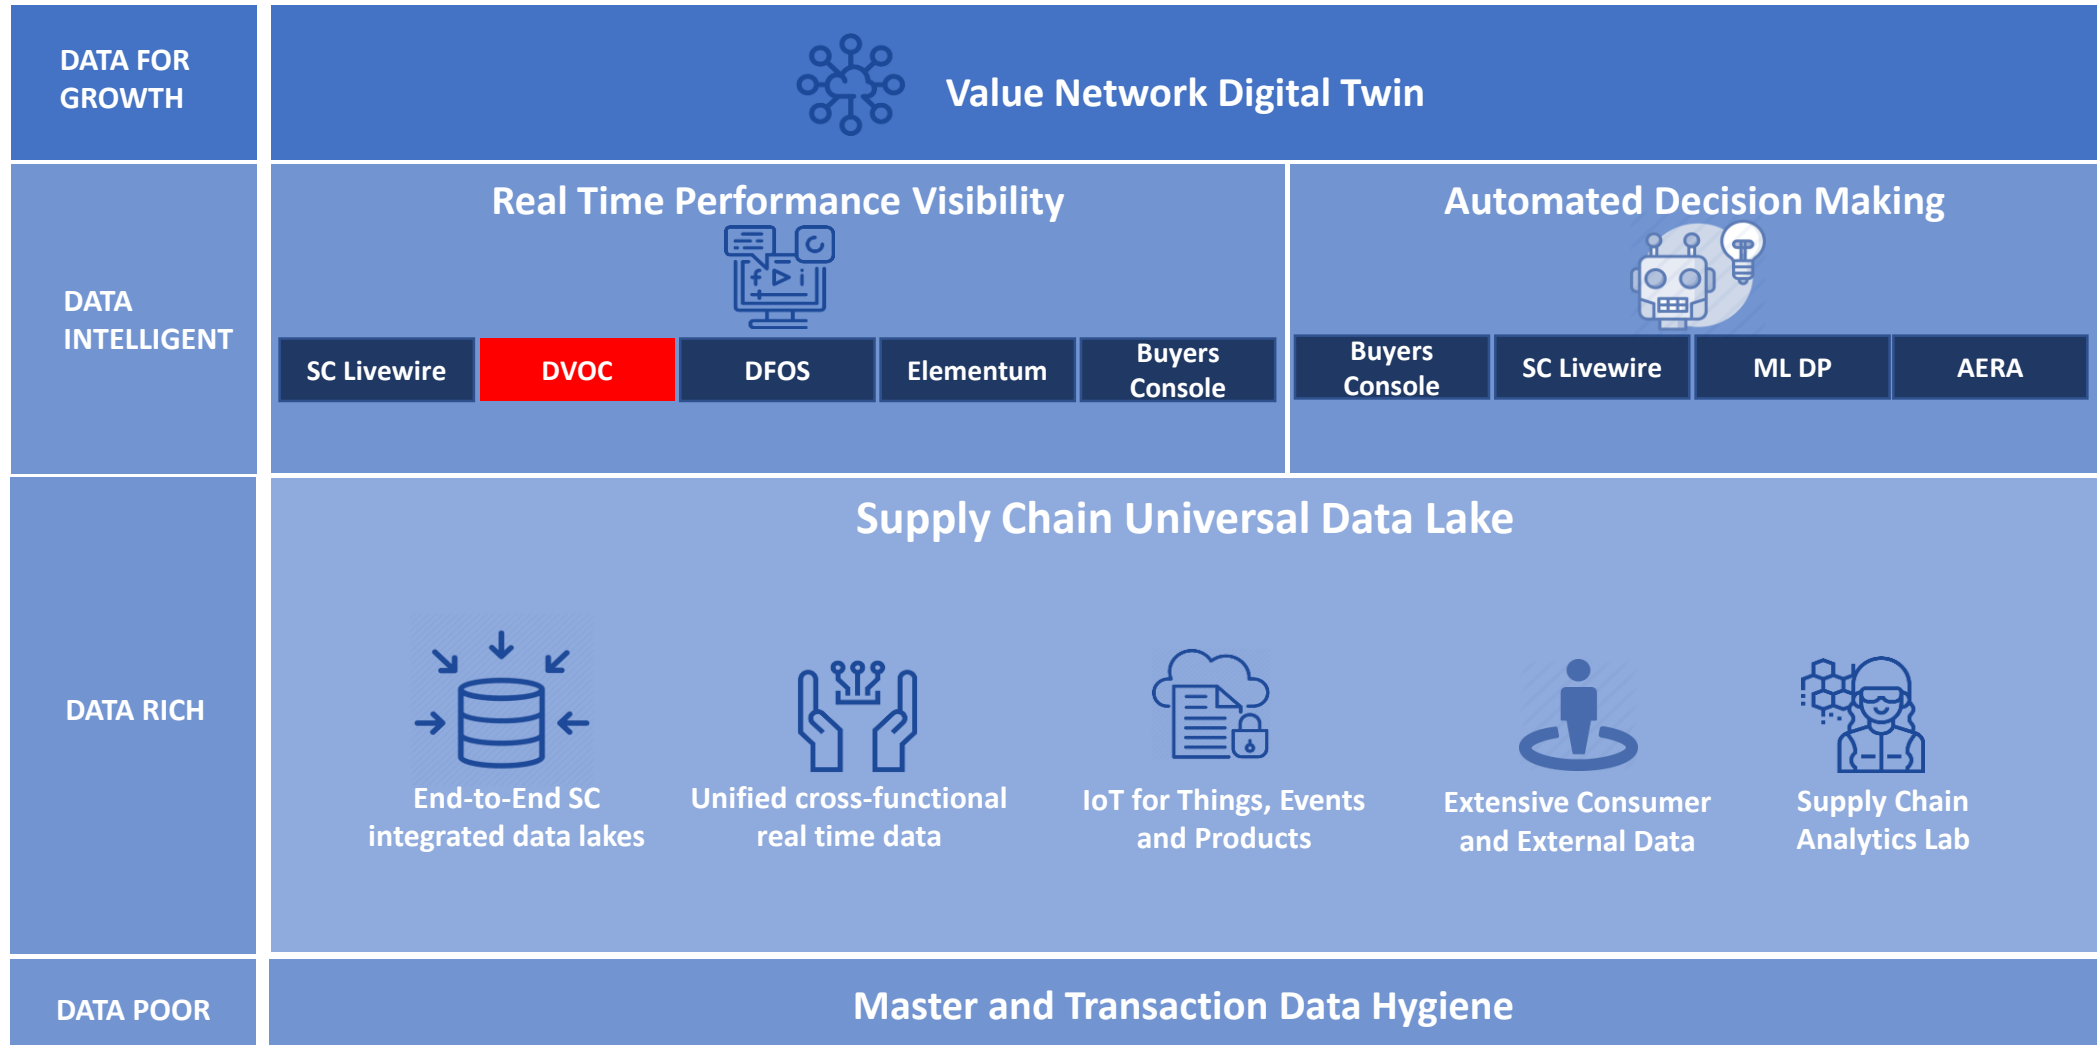 DATA FOR
GROWTH
Value Network Digital Twin
DATA
INTELLIGENT
Real Time Performance Visibility
SC Livewire
DVOC
DFOS
Elementum
Buyers
Console
Automated Decision Making
Buyers
Console
SC Livewire
ML DP
AERA
DATA RICH
Supply Chain Universal Data Lake
End-to-End SC
integrated data lakes
Unified cross-functional
real time data
IoT for Things, Events
and Products
Extensive Consumer
and External Data
Supply Chain
Analytics Lab
DATA POOR
Master and Transaction Data Hygiene